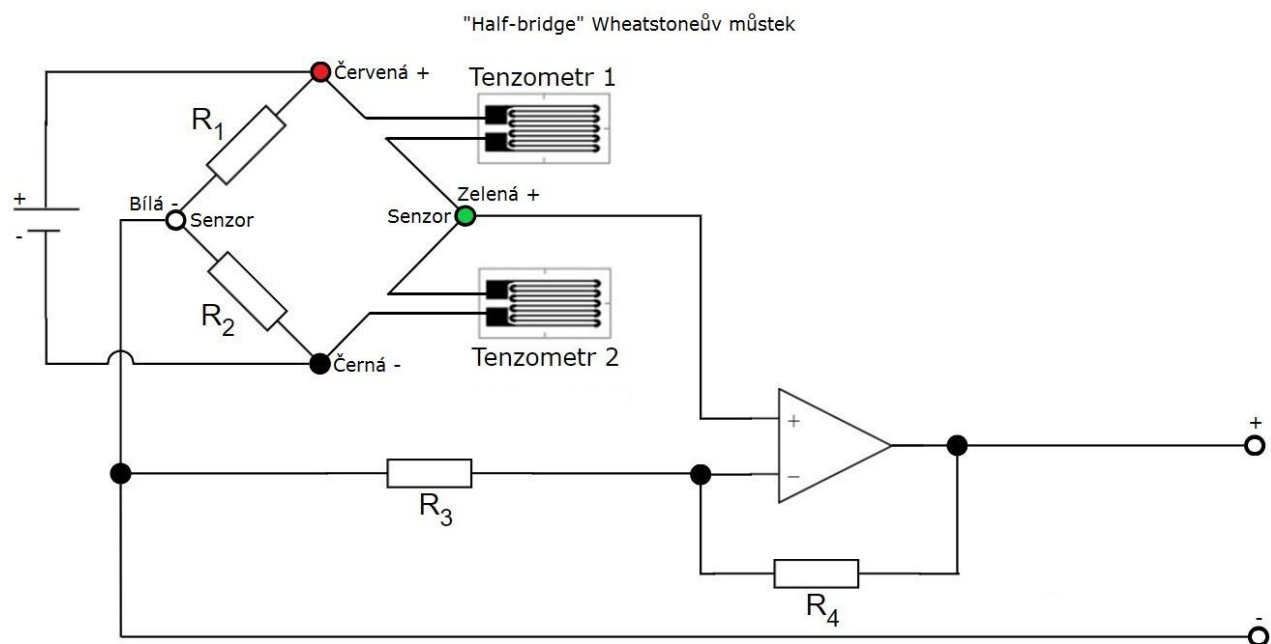 "Half-bridge" Wheatstoneův můstek
Červená +
Tenzometr 1
R1
+
-
Bílá -
Senzor
Zelená +
Senzor
R2
Černá -
Tenzometr 2
+
−
+
R3
R4
-